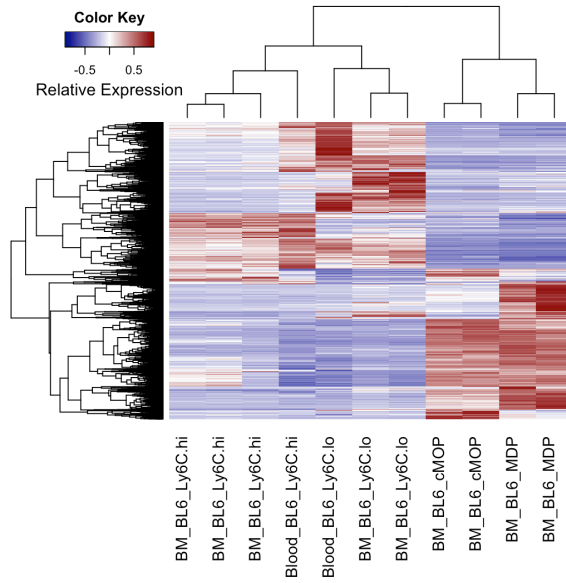 Color Key
-0.5 0.5
Relative Expression
BM_BL6_Ly6C.hi
BM_BL6_Ly6C.hi
BM_BL6_Ly6C.hi
Blood_BL6_Ly6C.hi
Blood_BL6_Ly6C.lo
BM_BL6_Ly6C.lo
BM_BL6_Ly6C.lo
BM_BL6_cMOP
BM_BL6_cMOP
BM_BL6_MDP
BM_BL6_MDP